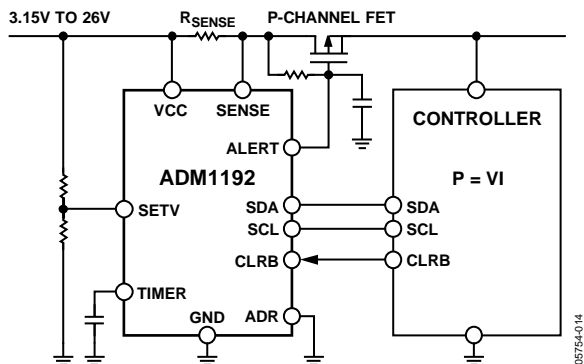 3.15V TO 26V
R_SENSE
P-CHANNEL FET
VCC
SENSE
CONTROLLER
ALERT
ADM1192
P = VI
SETV
SDA
SDA
SCL
SCL
CLRB
CLRB
TIMER
GND
ADR
05754-014